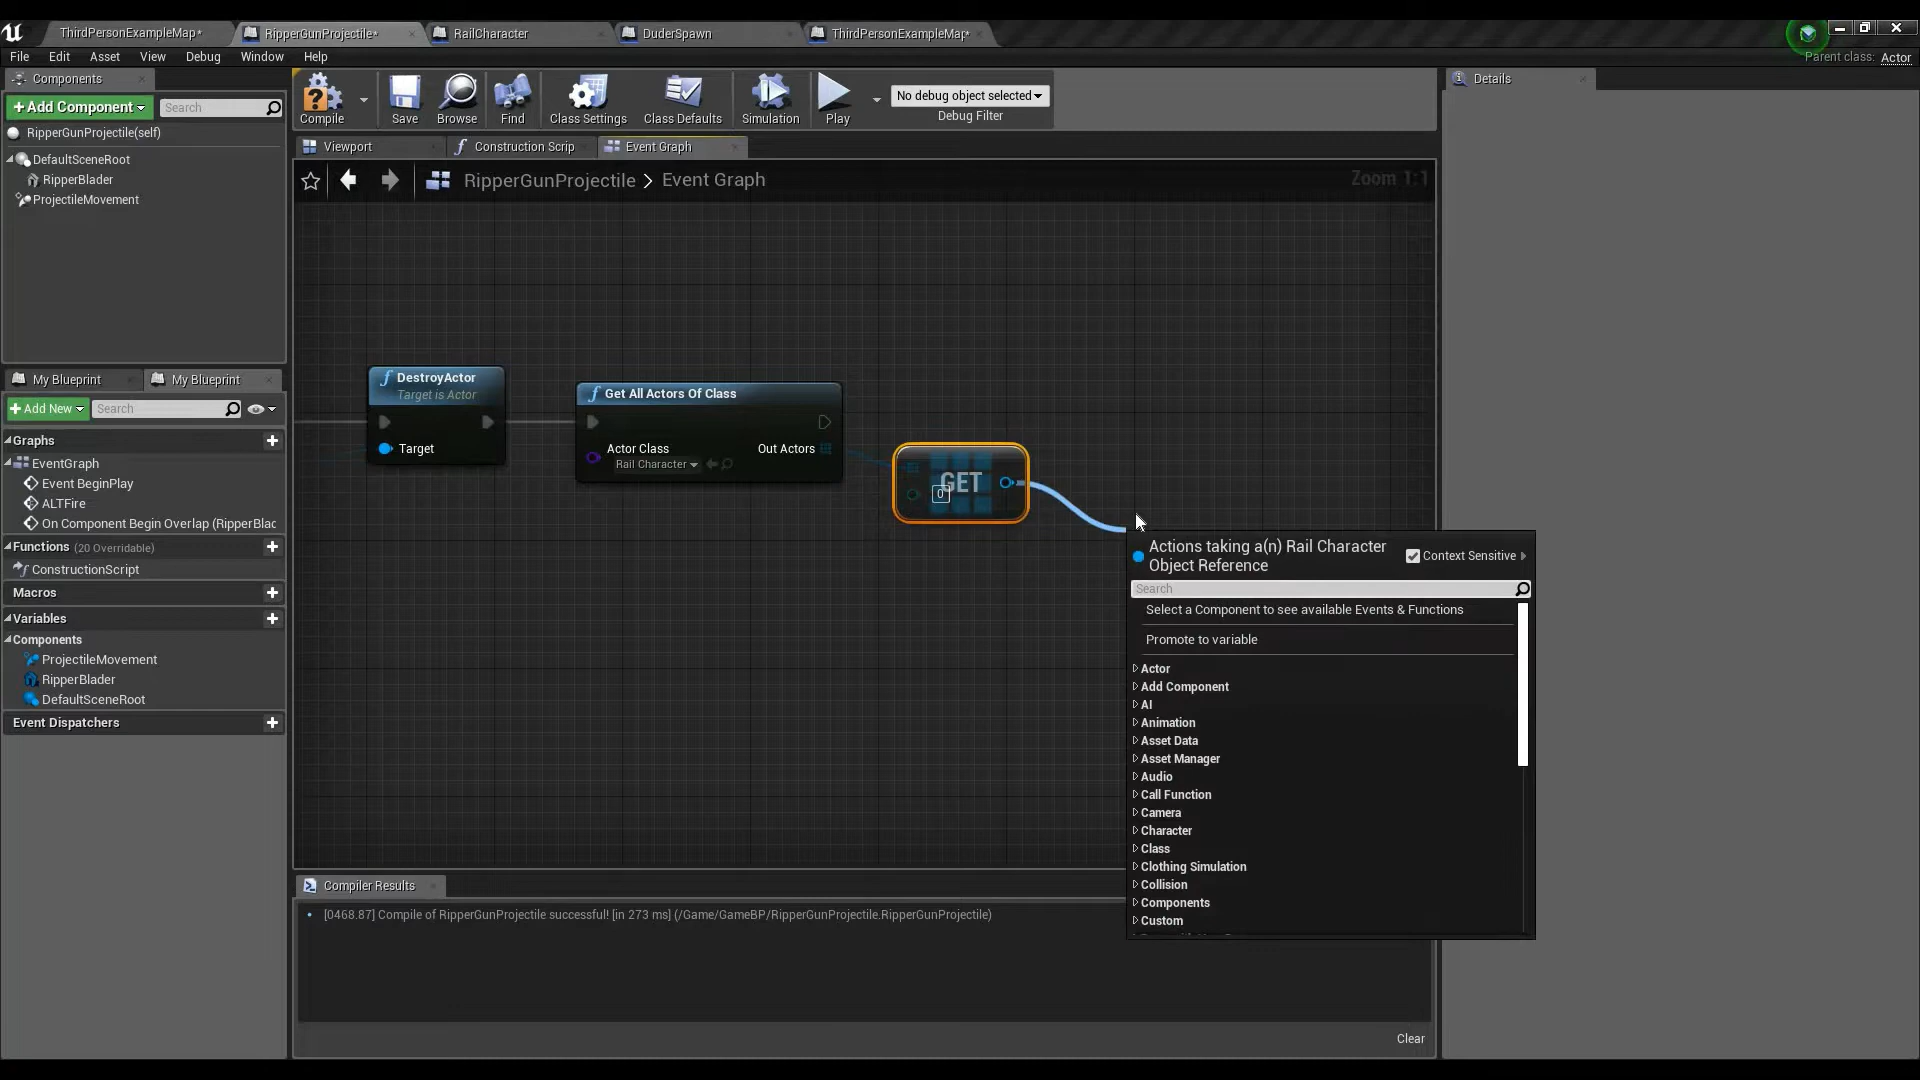 ThirdPersonExampleMap*
RipperGunProjectile*
RailCharacter
DuderSpawn
ThirdPersonExampleMap*
File Edit Asset View Debug Window Help
Parent class: Actor
Components
+Add Component
Search
RipperGunProjectile(self)
DefaultSceneRoot
RipperBlader
ProjectileMovement
Compile
Save
Browse
Find
Class Settings
Class Defaults
Simulation
Play
No debug object selected
Debug Filter
Details
Viewport
Construction Scrip
Event Graph
RipperGunProjectile > Event Graph
Zoom 1:1
My Blueprint
My Blueprint
+Add New
Search
Graphs
EventGraph
Event BeginPlay
ALTFire
On Component Begin Overlap (RipperBlac
Functions (20 Overridable)
ConstructionScript
Macros
Variables
Components
ProjectileMovement
RipperBlader
DefaultSceneRoot
Event Dispatchers
DestroyActor
Target is Actor
Target
Get All Actors Of Class
Actor Class
Rail Character
Out Actors
GET
0
Actions taking a(n) Rail Character
Object Reference
Context Sensitive
Search
Select a Component to see available Events & Functions
Promote to variable
Actor
Add Component
AI
Animation
Asset Data
Asset Manager
Audio
Call Function
Camera
Character
Class
Clothing Simulation
Collision
Components
Custom
Compiler Results
[0468.87] Compile of RipperGunProjectile successful! [in 273 ms] (/Game/GameBP/RipperGunProjectile.RipperGunProjectile)
Clear